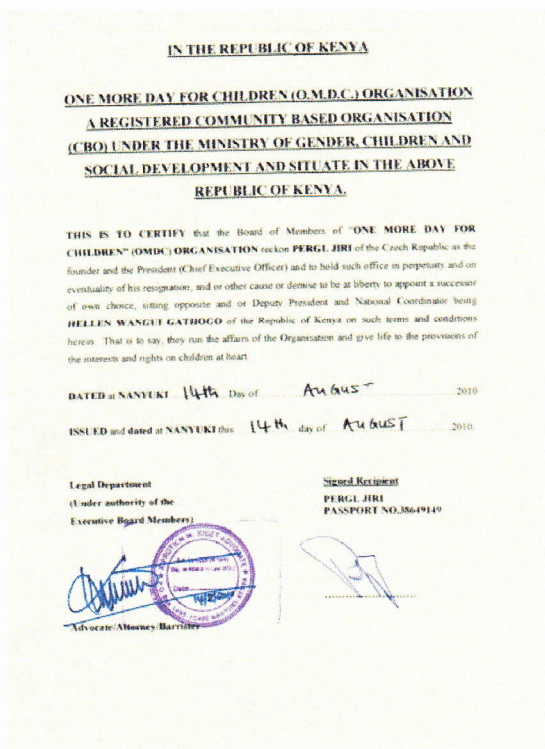 IN THE REPUBLIC OF KENYA
ONE MORE DAY FOR CHILDREN (O.M.D.C.) ORGANISATION
A REGISTERED COMMUNITY BASED ORGANISATION
(CBO) UNDER THE MINISTRY OF GENDER, CHILDREN AND
SOCIAL DEVELOPMENT AND SITUATE IN THE ABOVE
REPUBLIC OF KENYA.
THIS IS TO CERTIFY that the Board of Members of "ONE MORE DAY FOR
CHILDREN" (OMDC) ORGANISATION reckon PERGL JIRI of the Czech Republic as the
founder and the President (Chief Executive Officer) and to hold such office in perpetuity and on
eventuality of his resignation, and or other cause or demise to be at liberty to appoint a successor
of own choice, sitting opposite and or Deputy President and National Coordinator being
HELLEN WANGUI GATHOGO of the Republic of Kenya on such terms and conditions
herein. That is to say, they run the affairs of the Organisation and give life to the provisions of
the interests and rights on children at heart.
DATED at NANYUKI 14th Day of AUGUST 2010
ISSUED and dated at NANYUKI this 14th day of AUGUST 2010.
Legal Department
(Under authority of the
Executive Board Members)
Signed Recipient
PERGL JIRI
PASSPORT NO.38649149
ADVOCATE
Advocate/Attorney/Barrister